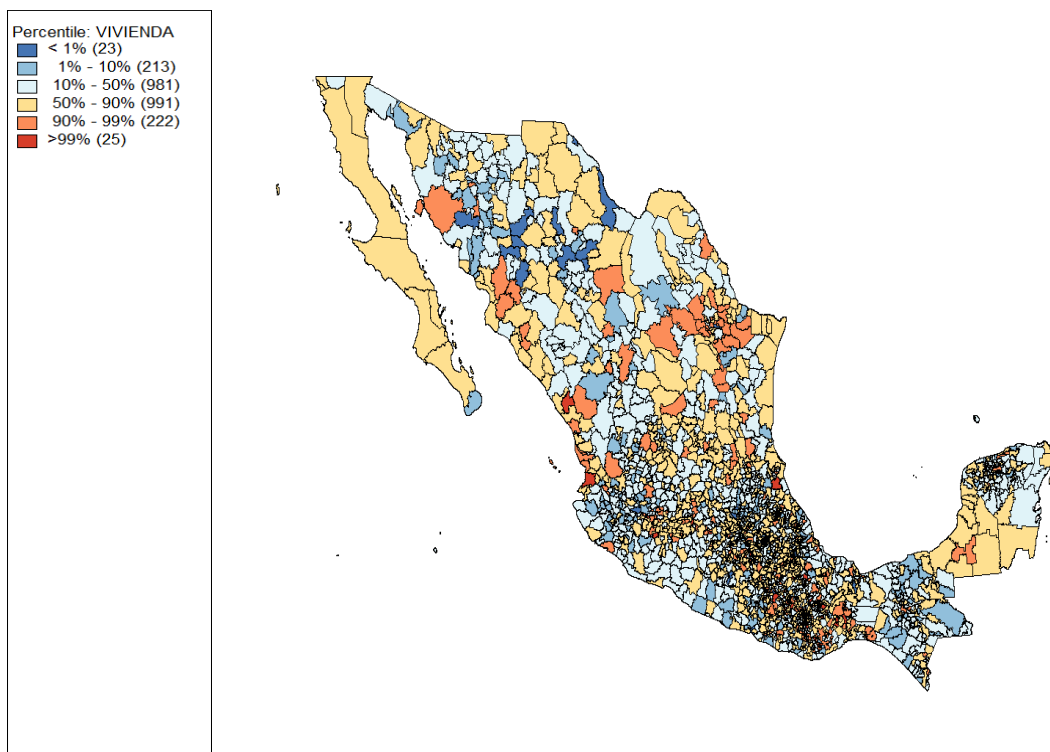 Percentile: VIVIENDA
< 1% (23)
1% - 10% (213)
10% - 50% (981)
50% - 90% (991)
90% - 99% (222)
>99% (25)